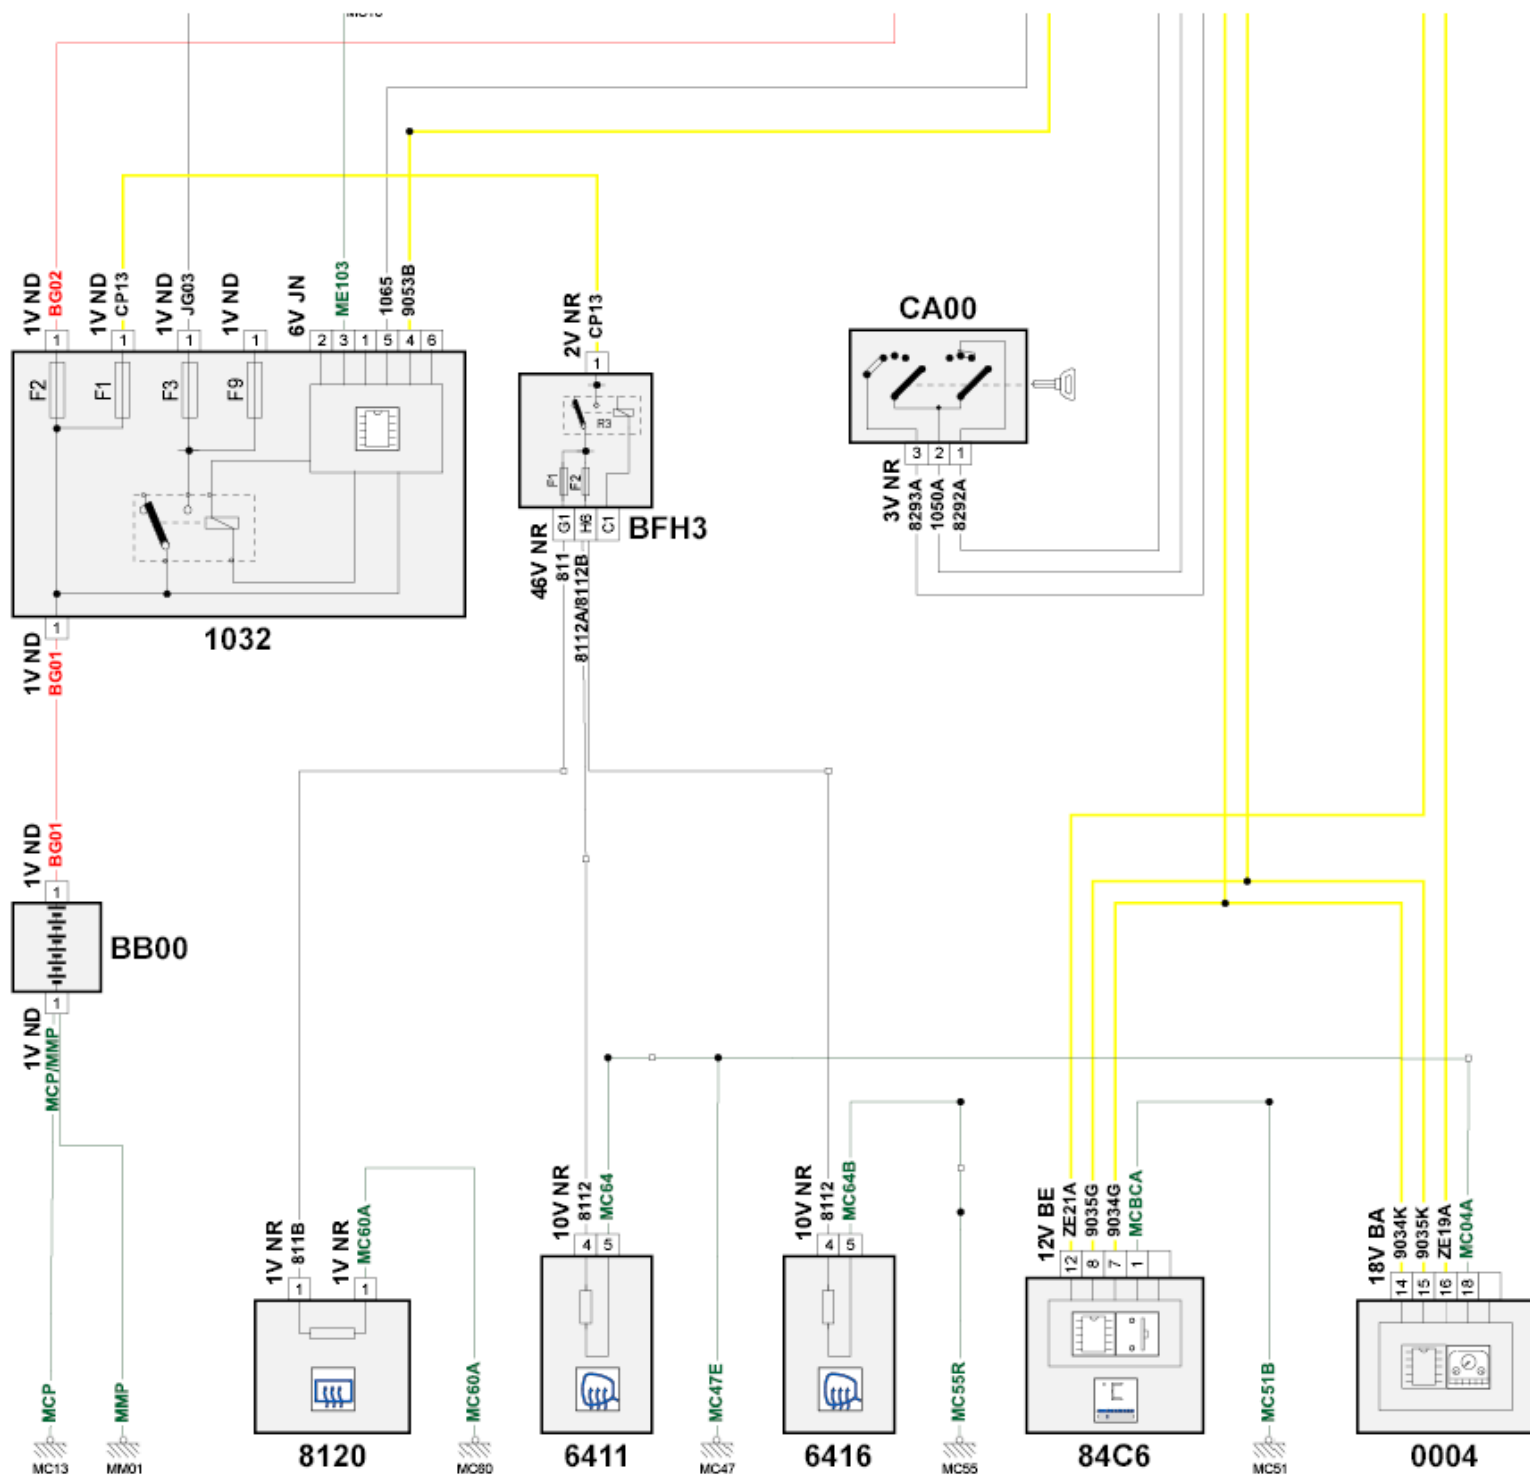 1V ND
BG02
1V ND
CP13
1V ND
JG03
1V ND
6V JN
ME103
1065
9053B
1
1
1
1
2
3
1
5
4
6
F2
F1
F3
F9
1032
1
1V ND
BG01
2V NR
CP13
1
R3
F1
F2
G1
H6
C1
BFH3
46V NR
811
8112A/8112B
CA00
3
2
1
3V NR
8293A
1050A
8292A
1V ND
BG01
1
BB00
1
1V ND
MCP/MMP
MCP
MMP
MC13
MM01
1V NR
811B
1V NR
MC60A
1
1
8120
MC60A
MC60
10V NR
8112
MC64
4
5
6411
MC47E
MC47
10V NR
8112
MC64B
4
5
6416
MC55R
MC55
12V BE
ZE21A
9035G
9034G
MCBCA
12
8
7
1
84C6
MC51B
MC51
18V BA
9034K
9035K
ZE19A
MC04A
14
15
16
18
0004